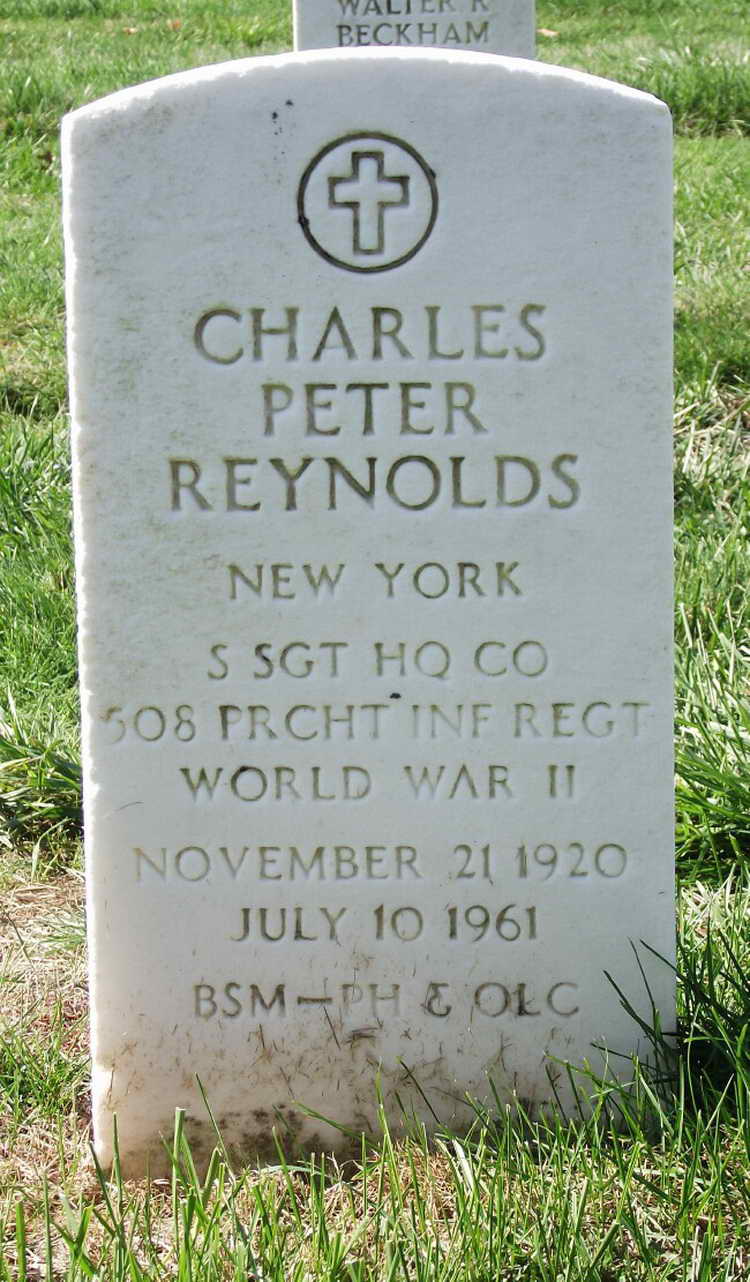 WALTER R
BECKHAM
CHARLES
PETER
REYNOLDS
NEW YORK
S SGT HQ CO
508 PRCHT INF REGT
WORLD WAR II
NOVEMBER 21 1920
JULY 10 1961
BSM—PH & OLC